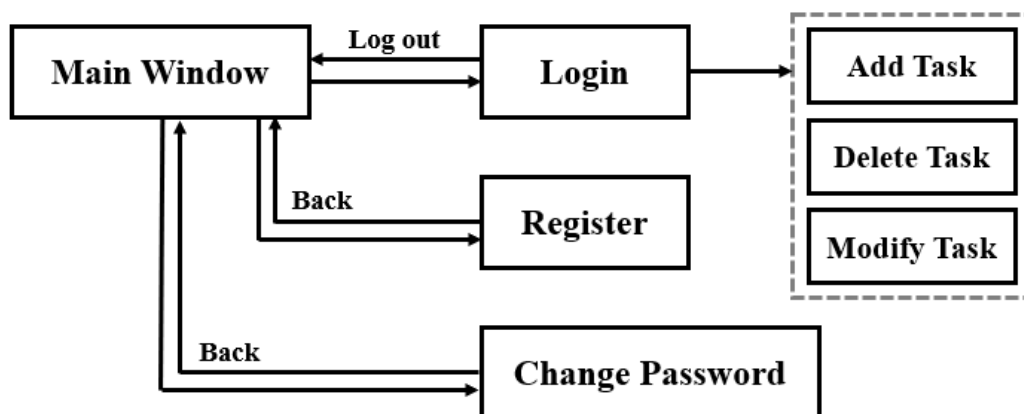 Main Window
Log out
Login
Add Task
Delete Task
Back
Register
Modify Task
Back
Change Password